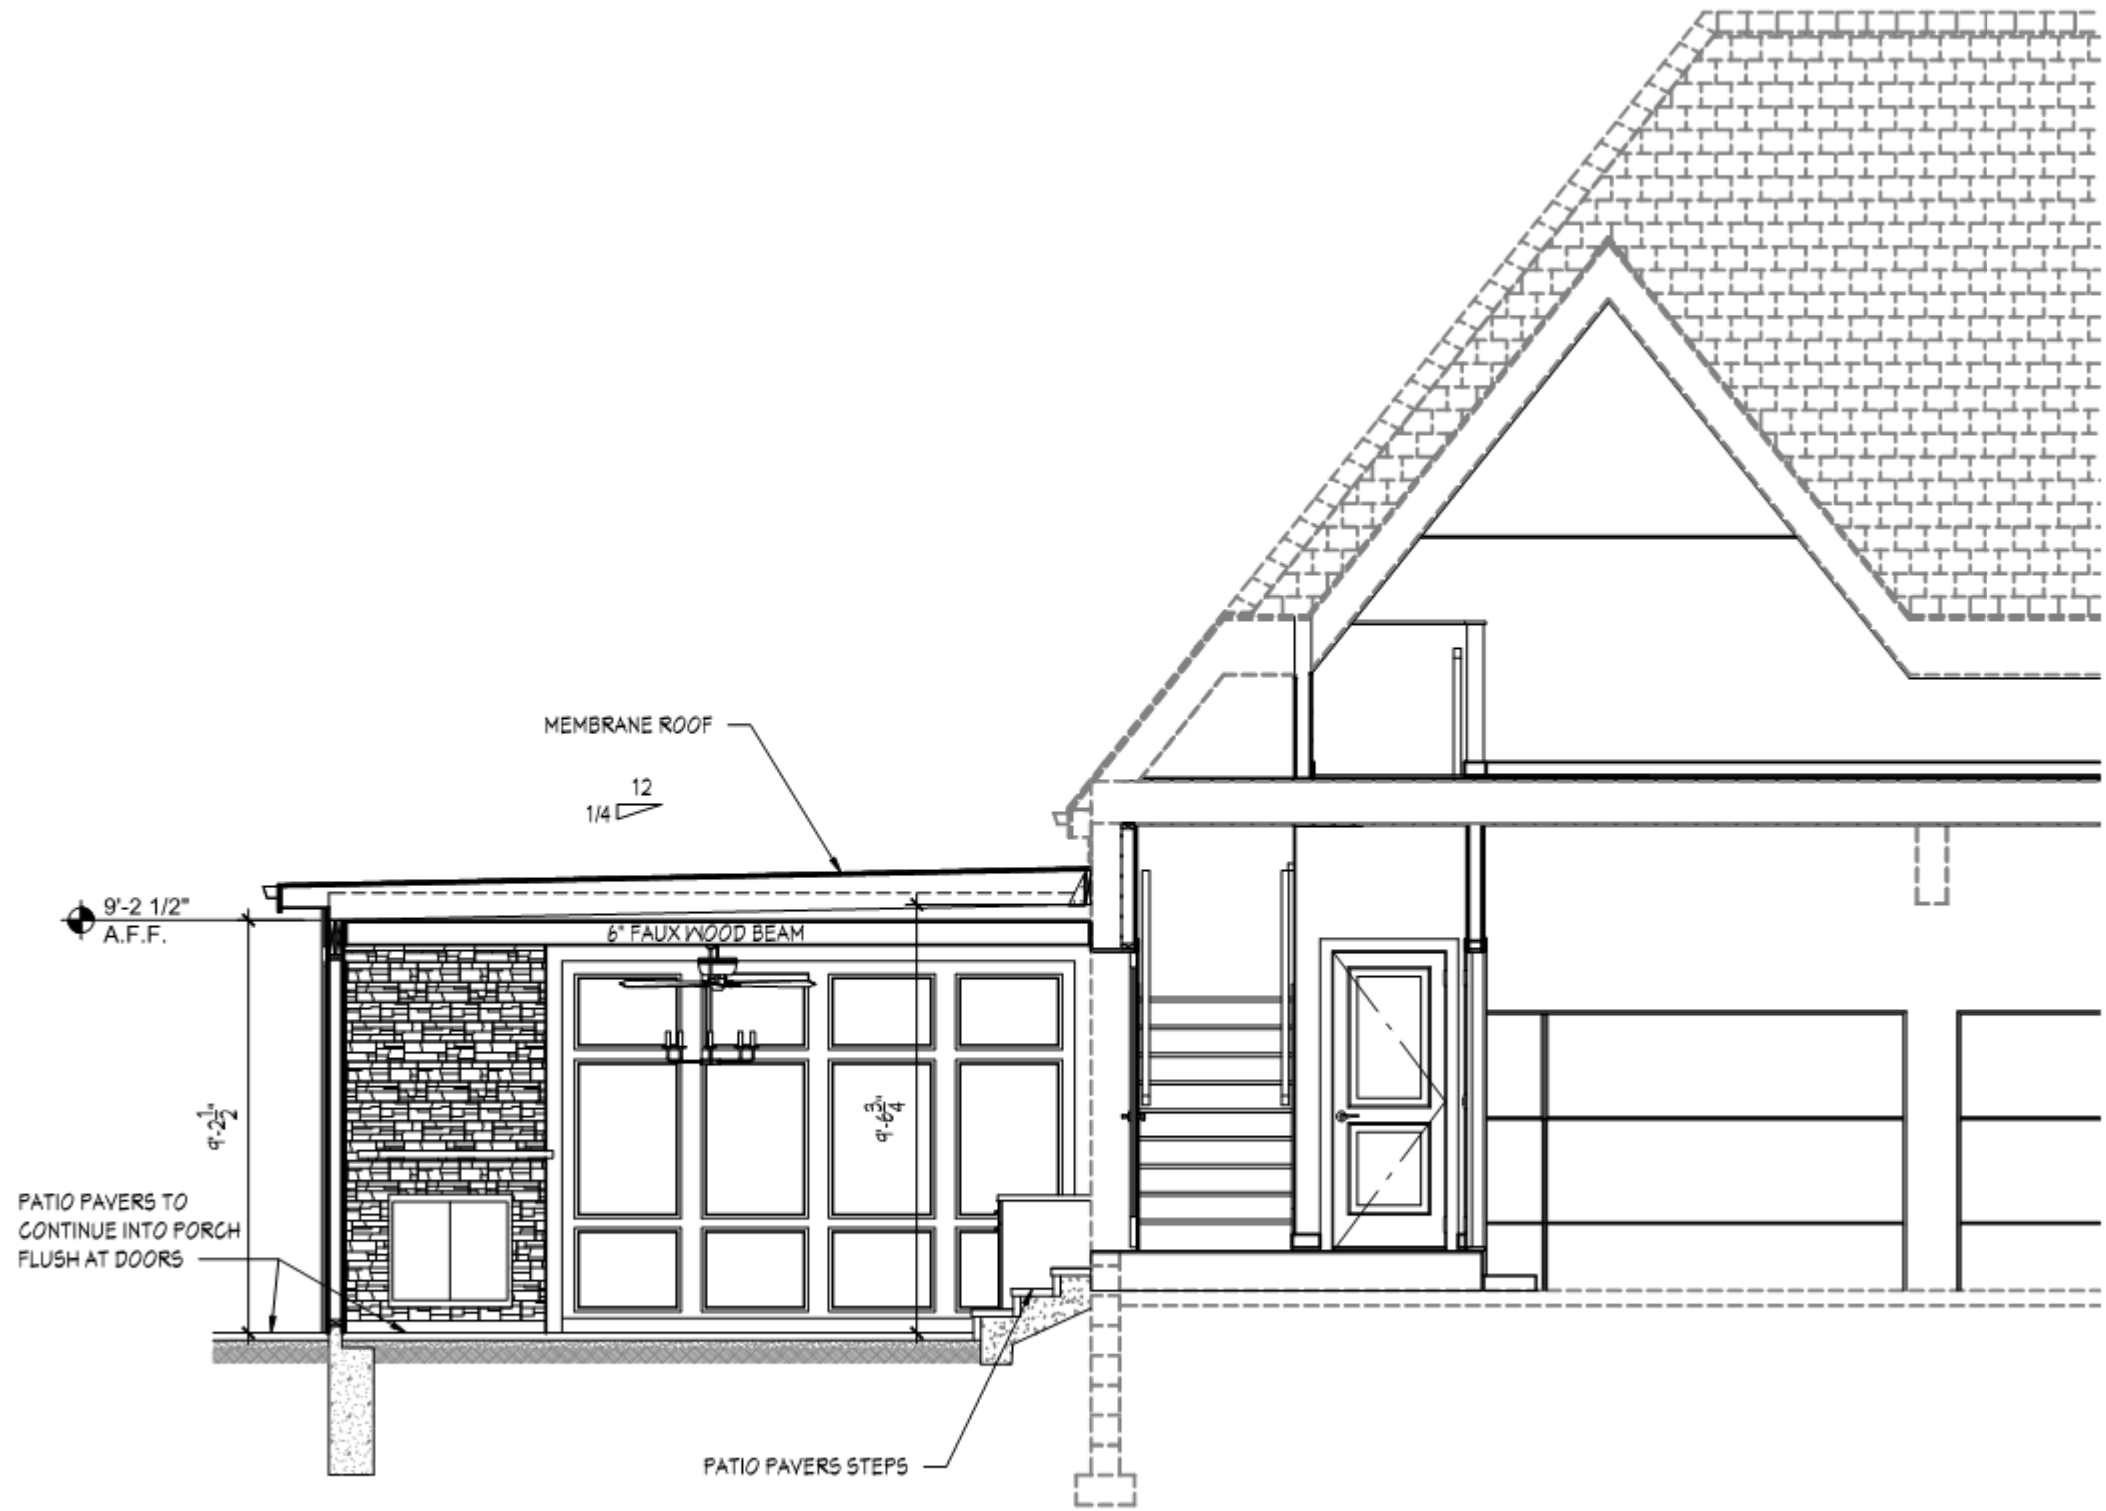 MEMBRANE ROOF
12
1/4
9'-2 1/2"
A.F.F.
6" FAUX WOOD BEAM
9'-2 1/2"
9'-6 3/4"
PATIO PAVERS TO
CONTINUE INTO PORCH
FLUSH AT DOORS
PATIO PAVERS STEPS